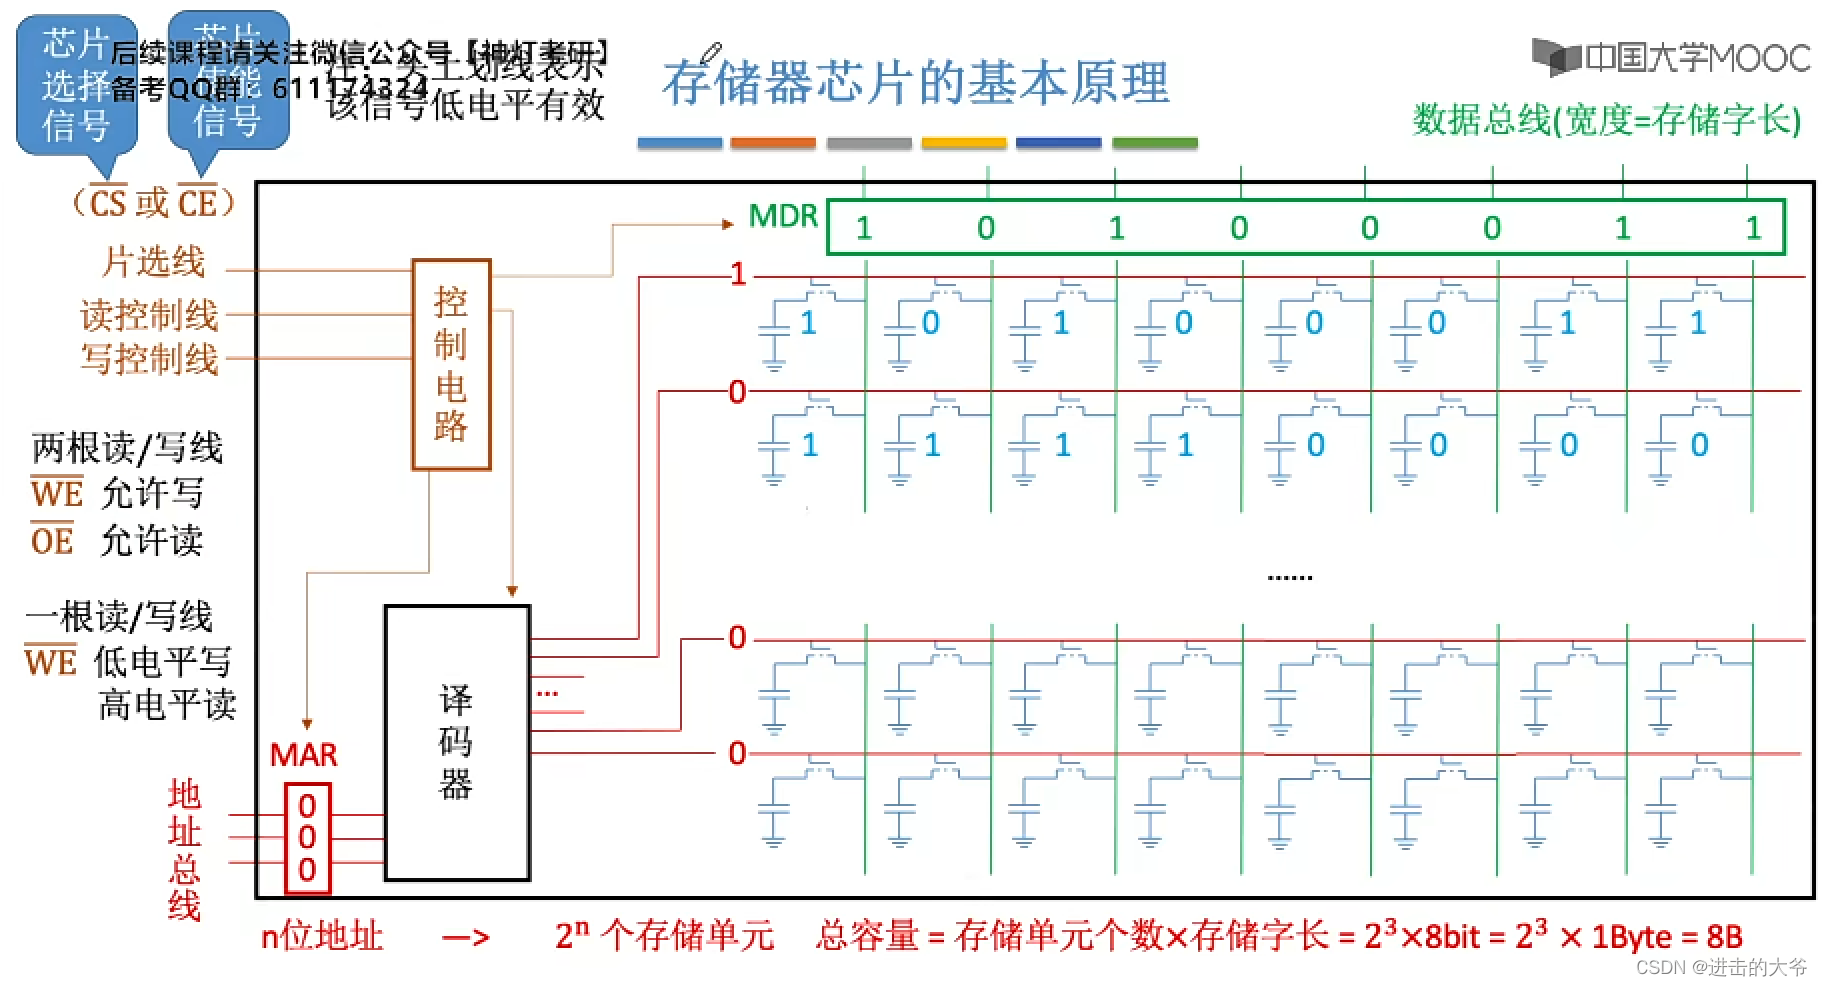 芯片
选择
信号
芯片
使能
信号
后续课程请关注微信公众号【神灯考研】
备考QQ群：611174324
注：头上划线表示
该信号低电平有效
存储器芯片的基本原理
中国大学MOOC
数据总线(宽度=存储字长)
（CS 或 CE）
片选线
读控制线
写控制线
控制电路
MDR
1 0 1 0 0 0 1 1
1
1 0 1 0 0 0 1 1
0
1 1 1 1 0 0 0 0
两根读/写线
WE 允许写
OE 允许读
......
一根读/写线
WE 低电平写
高电平读
0
0
...
译码器
MAR
0
0
0
地址总线
n位地址 —> 2ⁿ 个存储单元 总容量 = 存储单元个数×存储字长 = 2³×8bit = 2³ × 1Byte = 8B
CSDN @进击的大爷